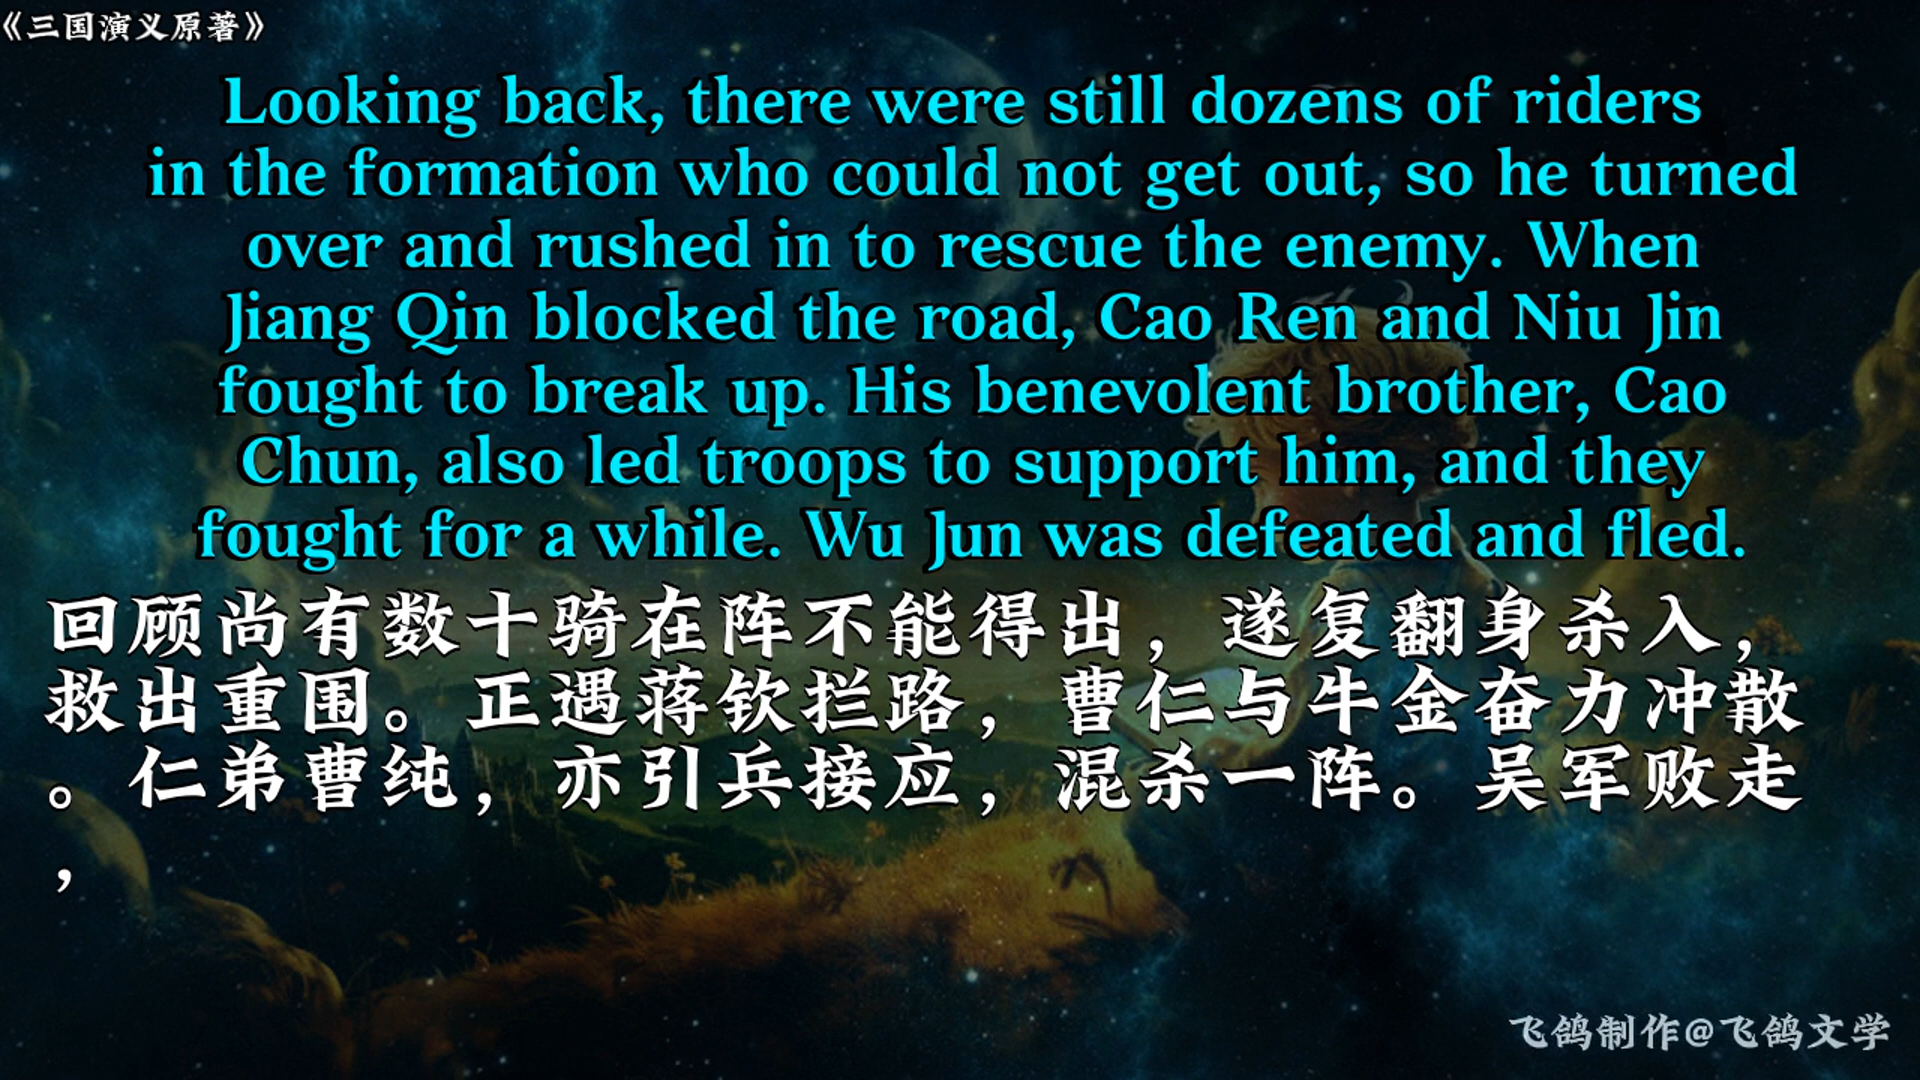 《三国演义原著》
Looking back, there were still dozens of riders
in the formation who could not get out, so he turned
over and rushed in to rescue the enemy. When
Jiang Qin blocked the road, Cao Ren and Niu Jin
fought to break up. His benevolent brother, Cao
Chun, also led troops to support him, and they
fought for a while. Wu Jun was defeated and fled.
回顾尚有数十骑在阵不能得出，遂复翻身杀入，
救出重围。正遇蒋钦拦路，曹仁与牛金奋力冲散
。仁弟曹纯，亦引兵接应，混杀一阵。吴军败走
，
飞鸽制作@飞鸽文学